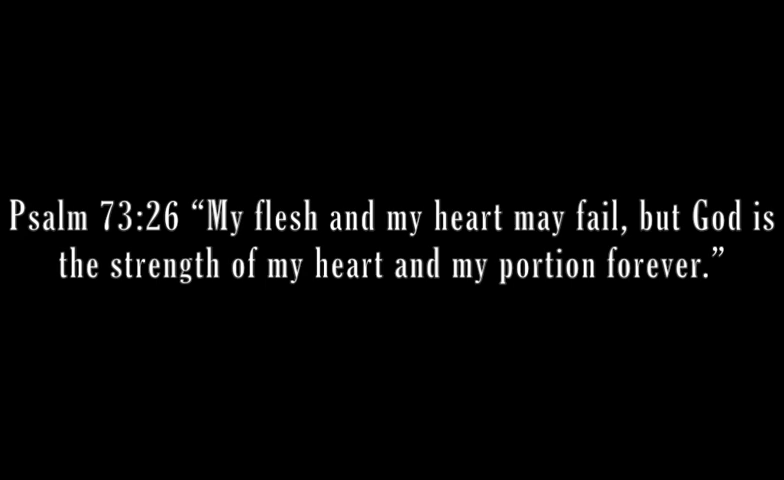 Psalm 73:26 “My flesh and my heart may fail, but God is
the strength of my heart and my portion forever.”